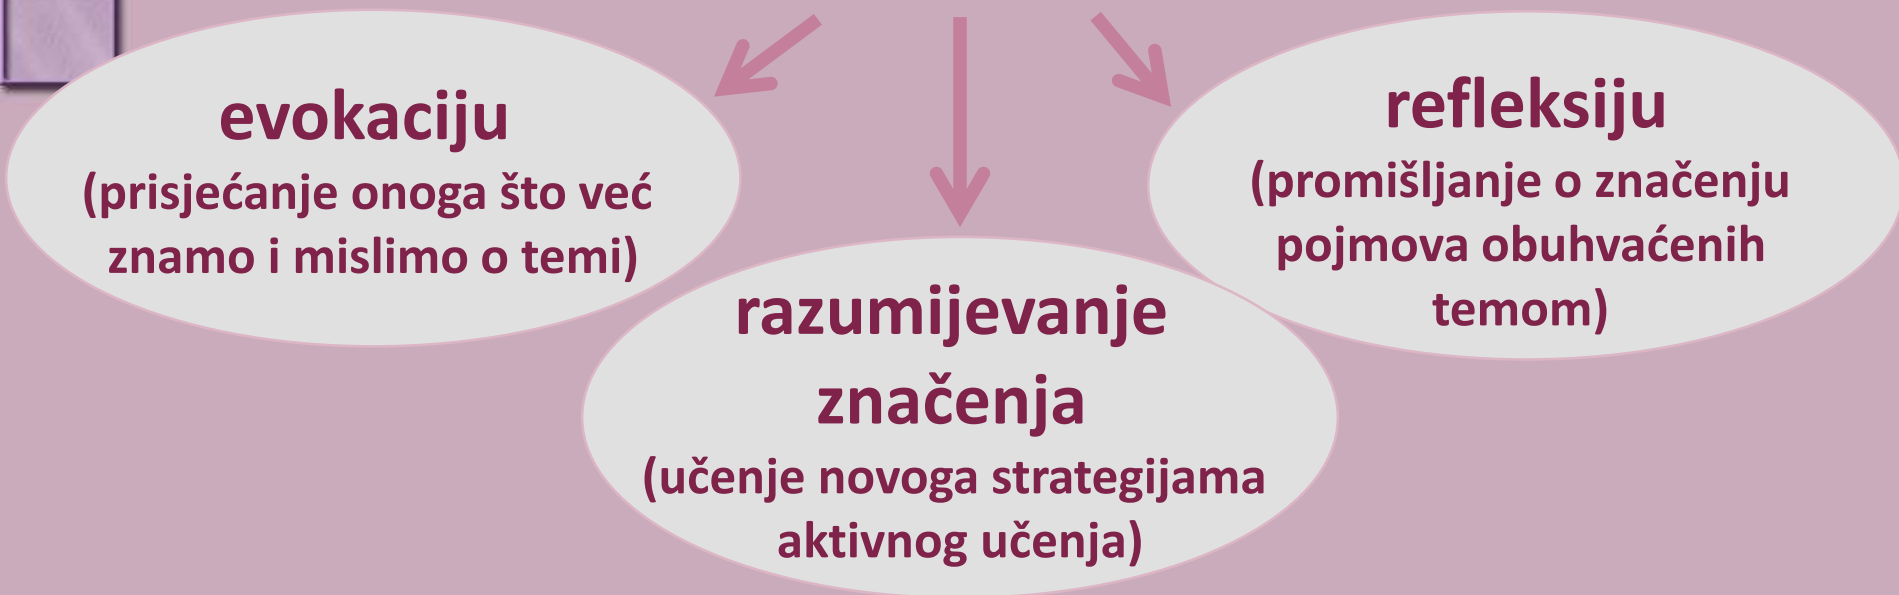 evokaciju
(prisjećanje onoga što već
znamo i mislimo o temi)
razumijevanje
značenja
(učenje novoga strategijama
aktivnog učenja)
refleksiju
(promišljanje o značenju
pojmova obuhvaćenih
temom)